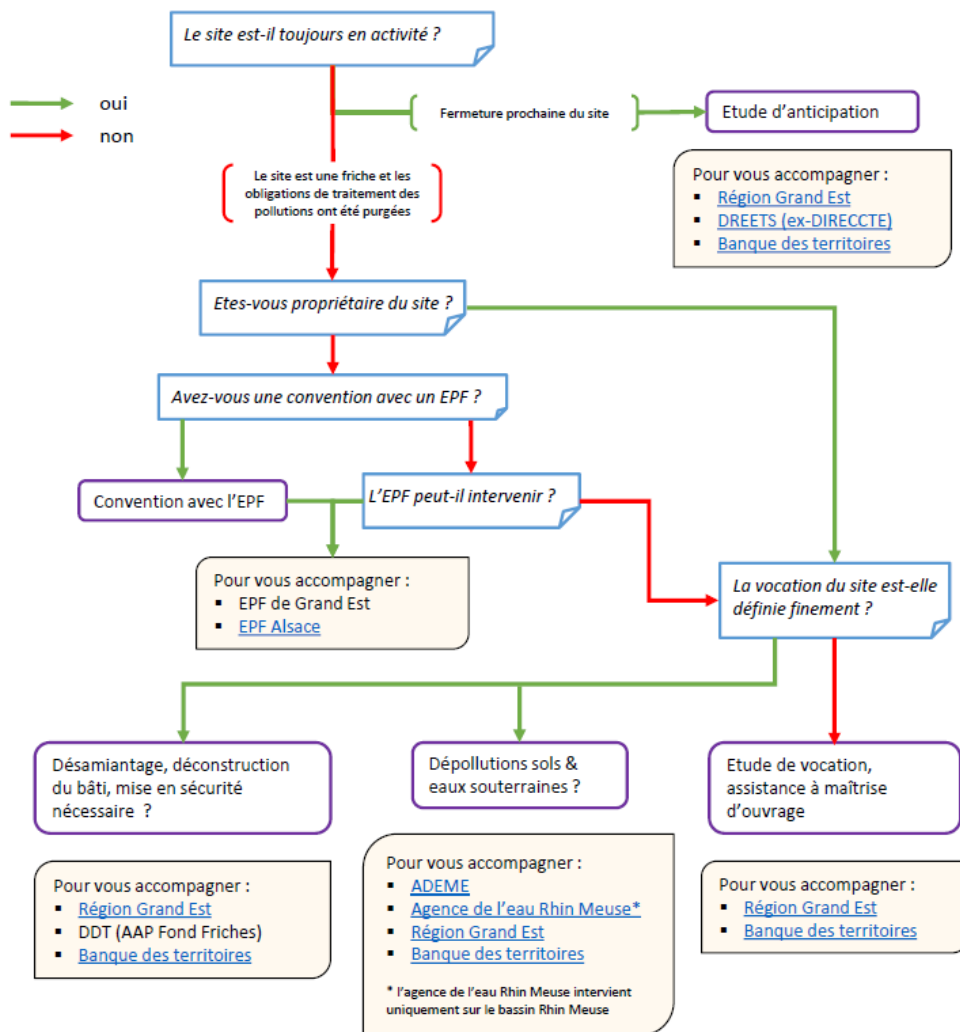 Le site est-il toujours en activité ?
oui
non
Fermeture prochaine du site
Etude d'anticipation
Le site est une friche et les
obligations de traitement des
pollutions ont été purgées
Pour vous accompagner :
▪ Région Grand Est
▪ DREETS (ex-DIRECCTE)
▪ Banque des territoires
Etes-vous propriétaire du site ?
Avez-vous une convention avec un EPF ?
Convention avec l'EPF
L'EPF peut-il intervenir ?
Pour vous accompagner :
▪ EPF de Grand Est
▪ EPF Alsace
La vocation du site est-elle
définie finement ?
Désamiantage, déconstruction
du bâti, mise en sécurité
nécessaire ?
Dépollutions sols &
eaux souterraines ?
Etude de vocation,
assistance à maîtrise
d'ouvrage
Pour vous accompagner :
▪ Région Grand Est
▪ DDT (AAP Fond Friches)
▪ Banque des territoires
Pour vous accompagner :
▪ ADEME
▪ Agence de l'eau Rhin Meuse*
▪ Région Grand Est
▪ Banque des territoires
* l'agence de l'eau Rhin Meuse intervient
uniquement sur le bassin Rhin Meuse
Pour vous accompagner :
▪ Région Grand Est
▪ Banque des territoires